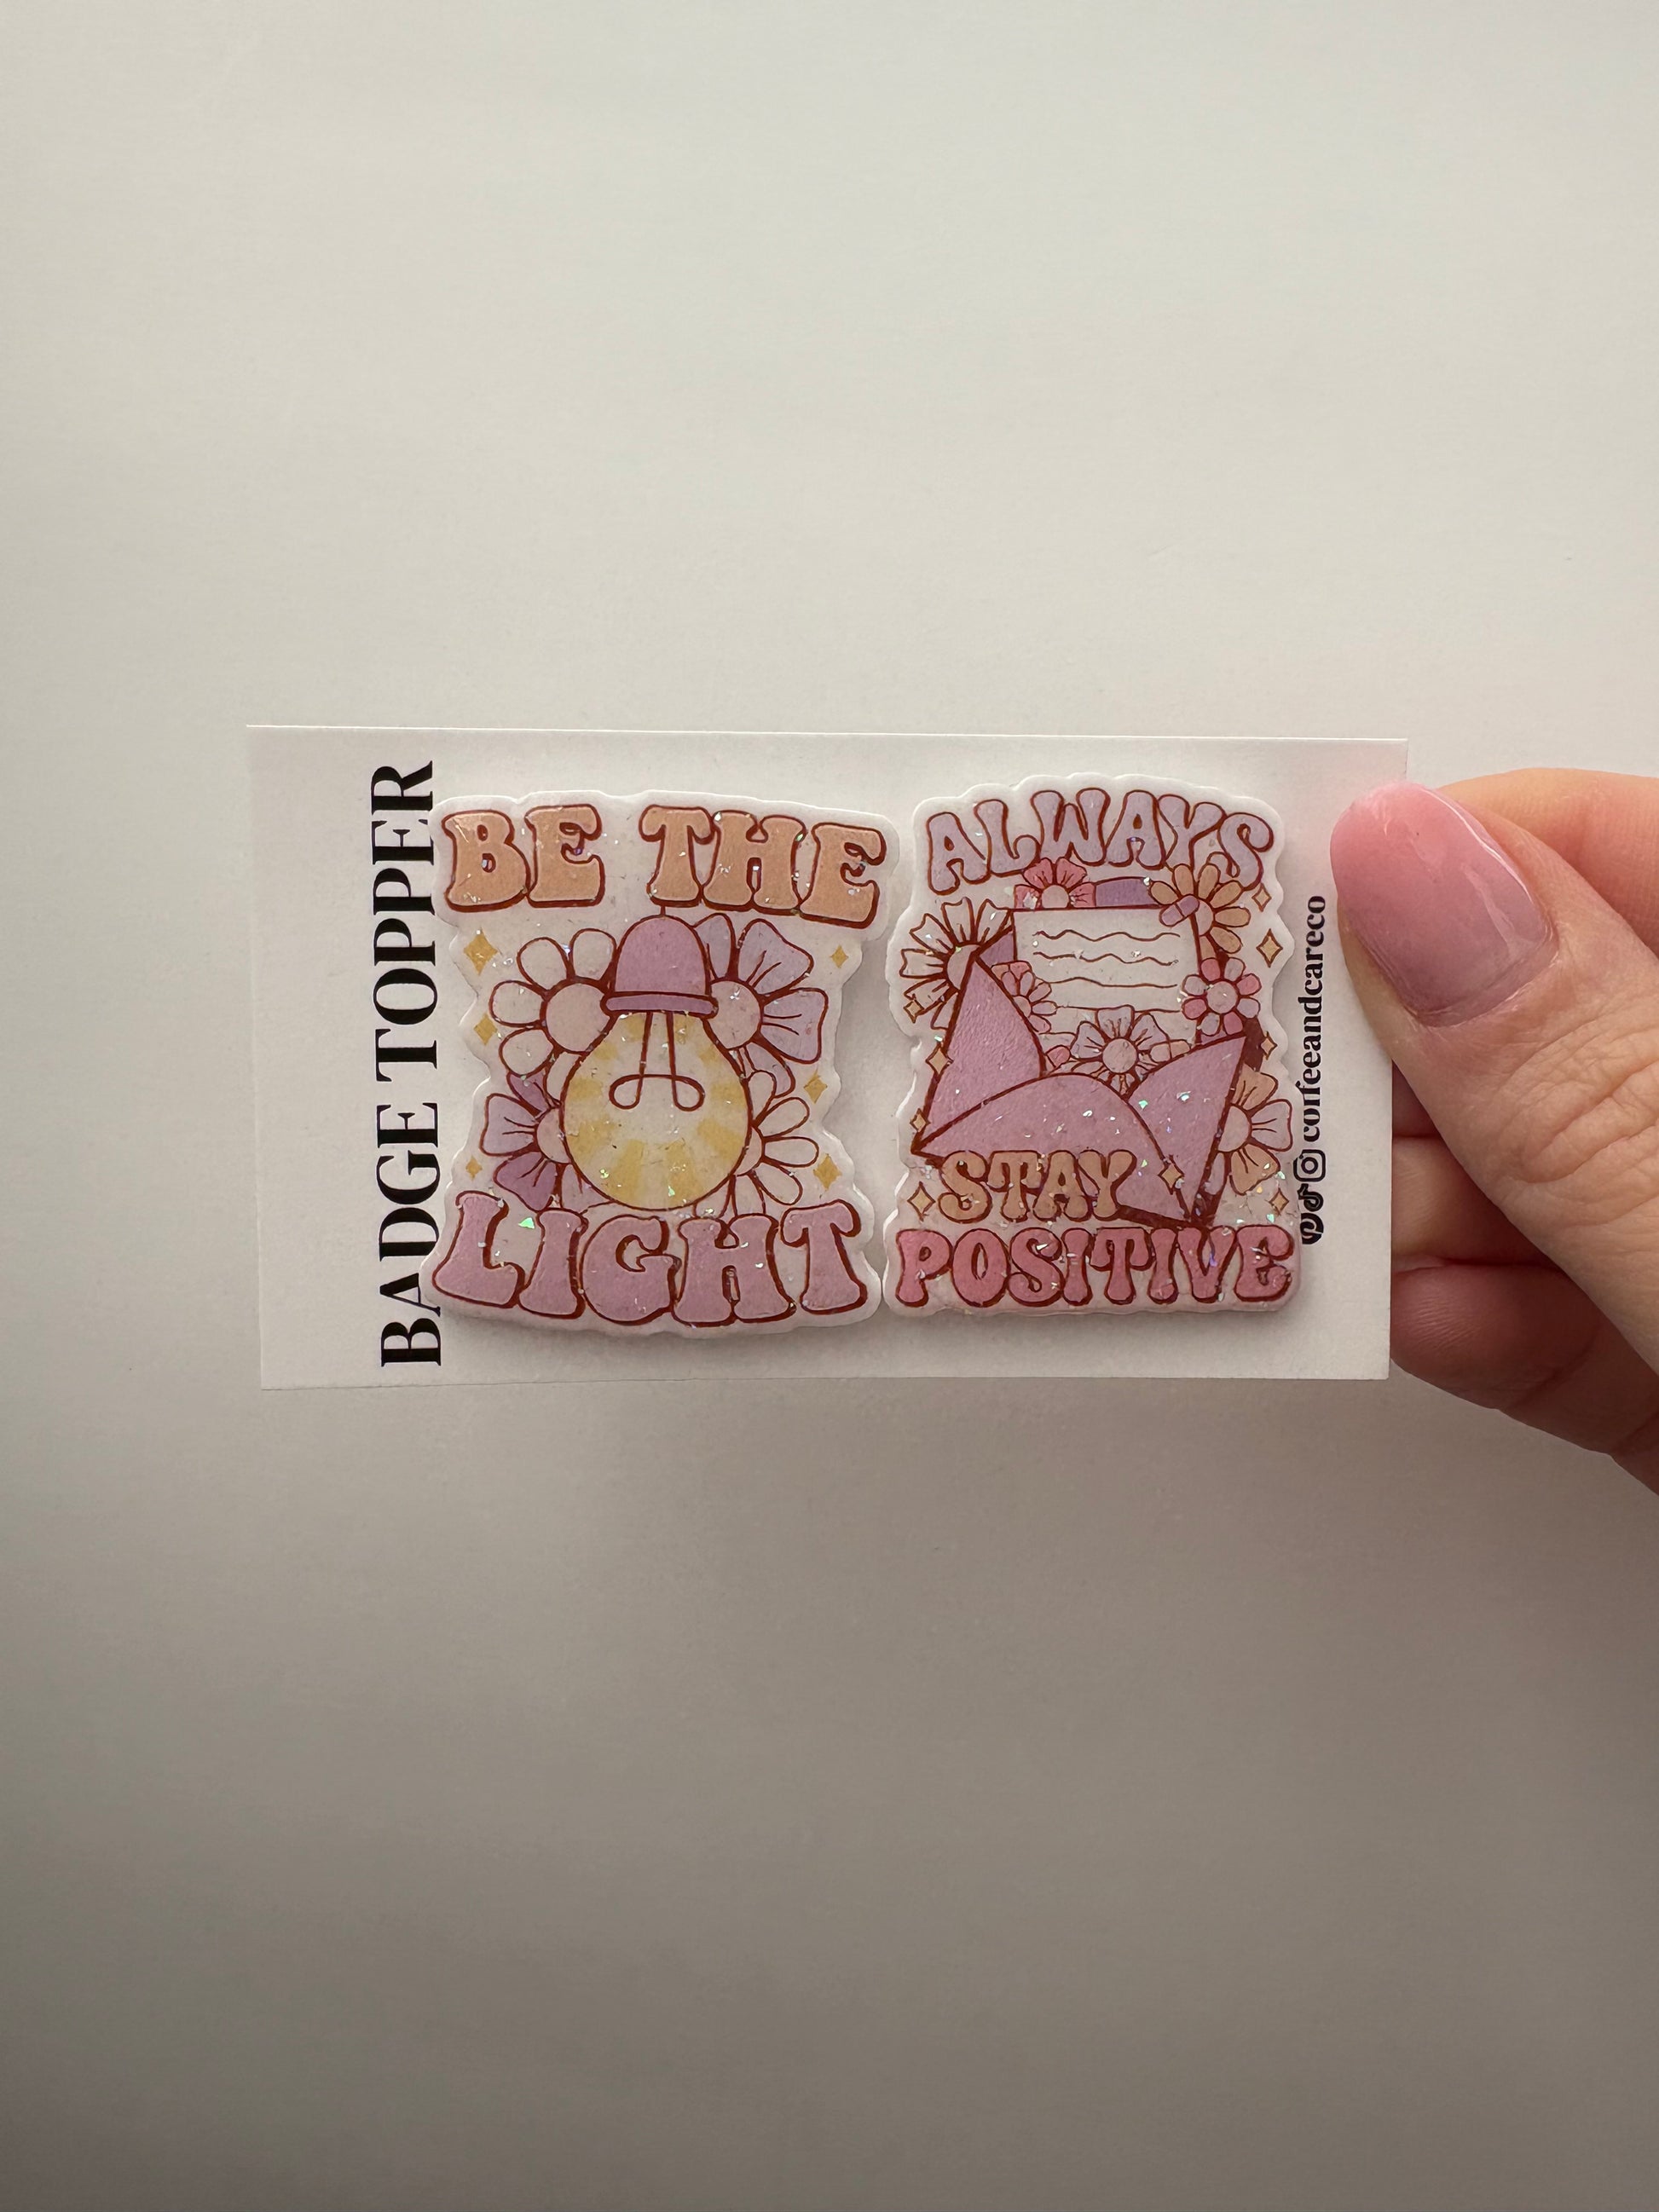 BADGE TOPPER
BE THE
LIGHT
ALWAYS
STAY
POSITIVE
coffeeandcareco